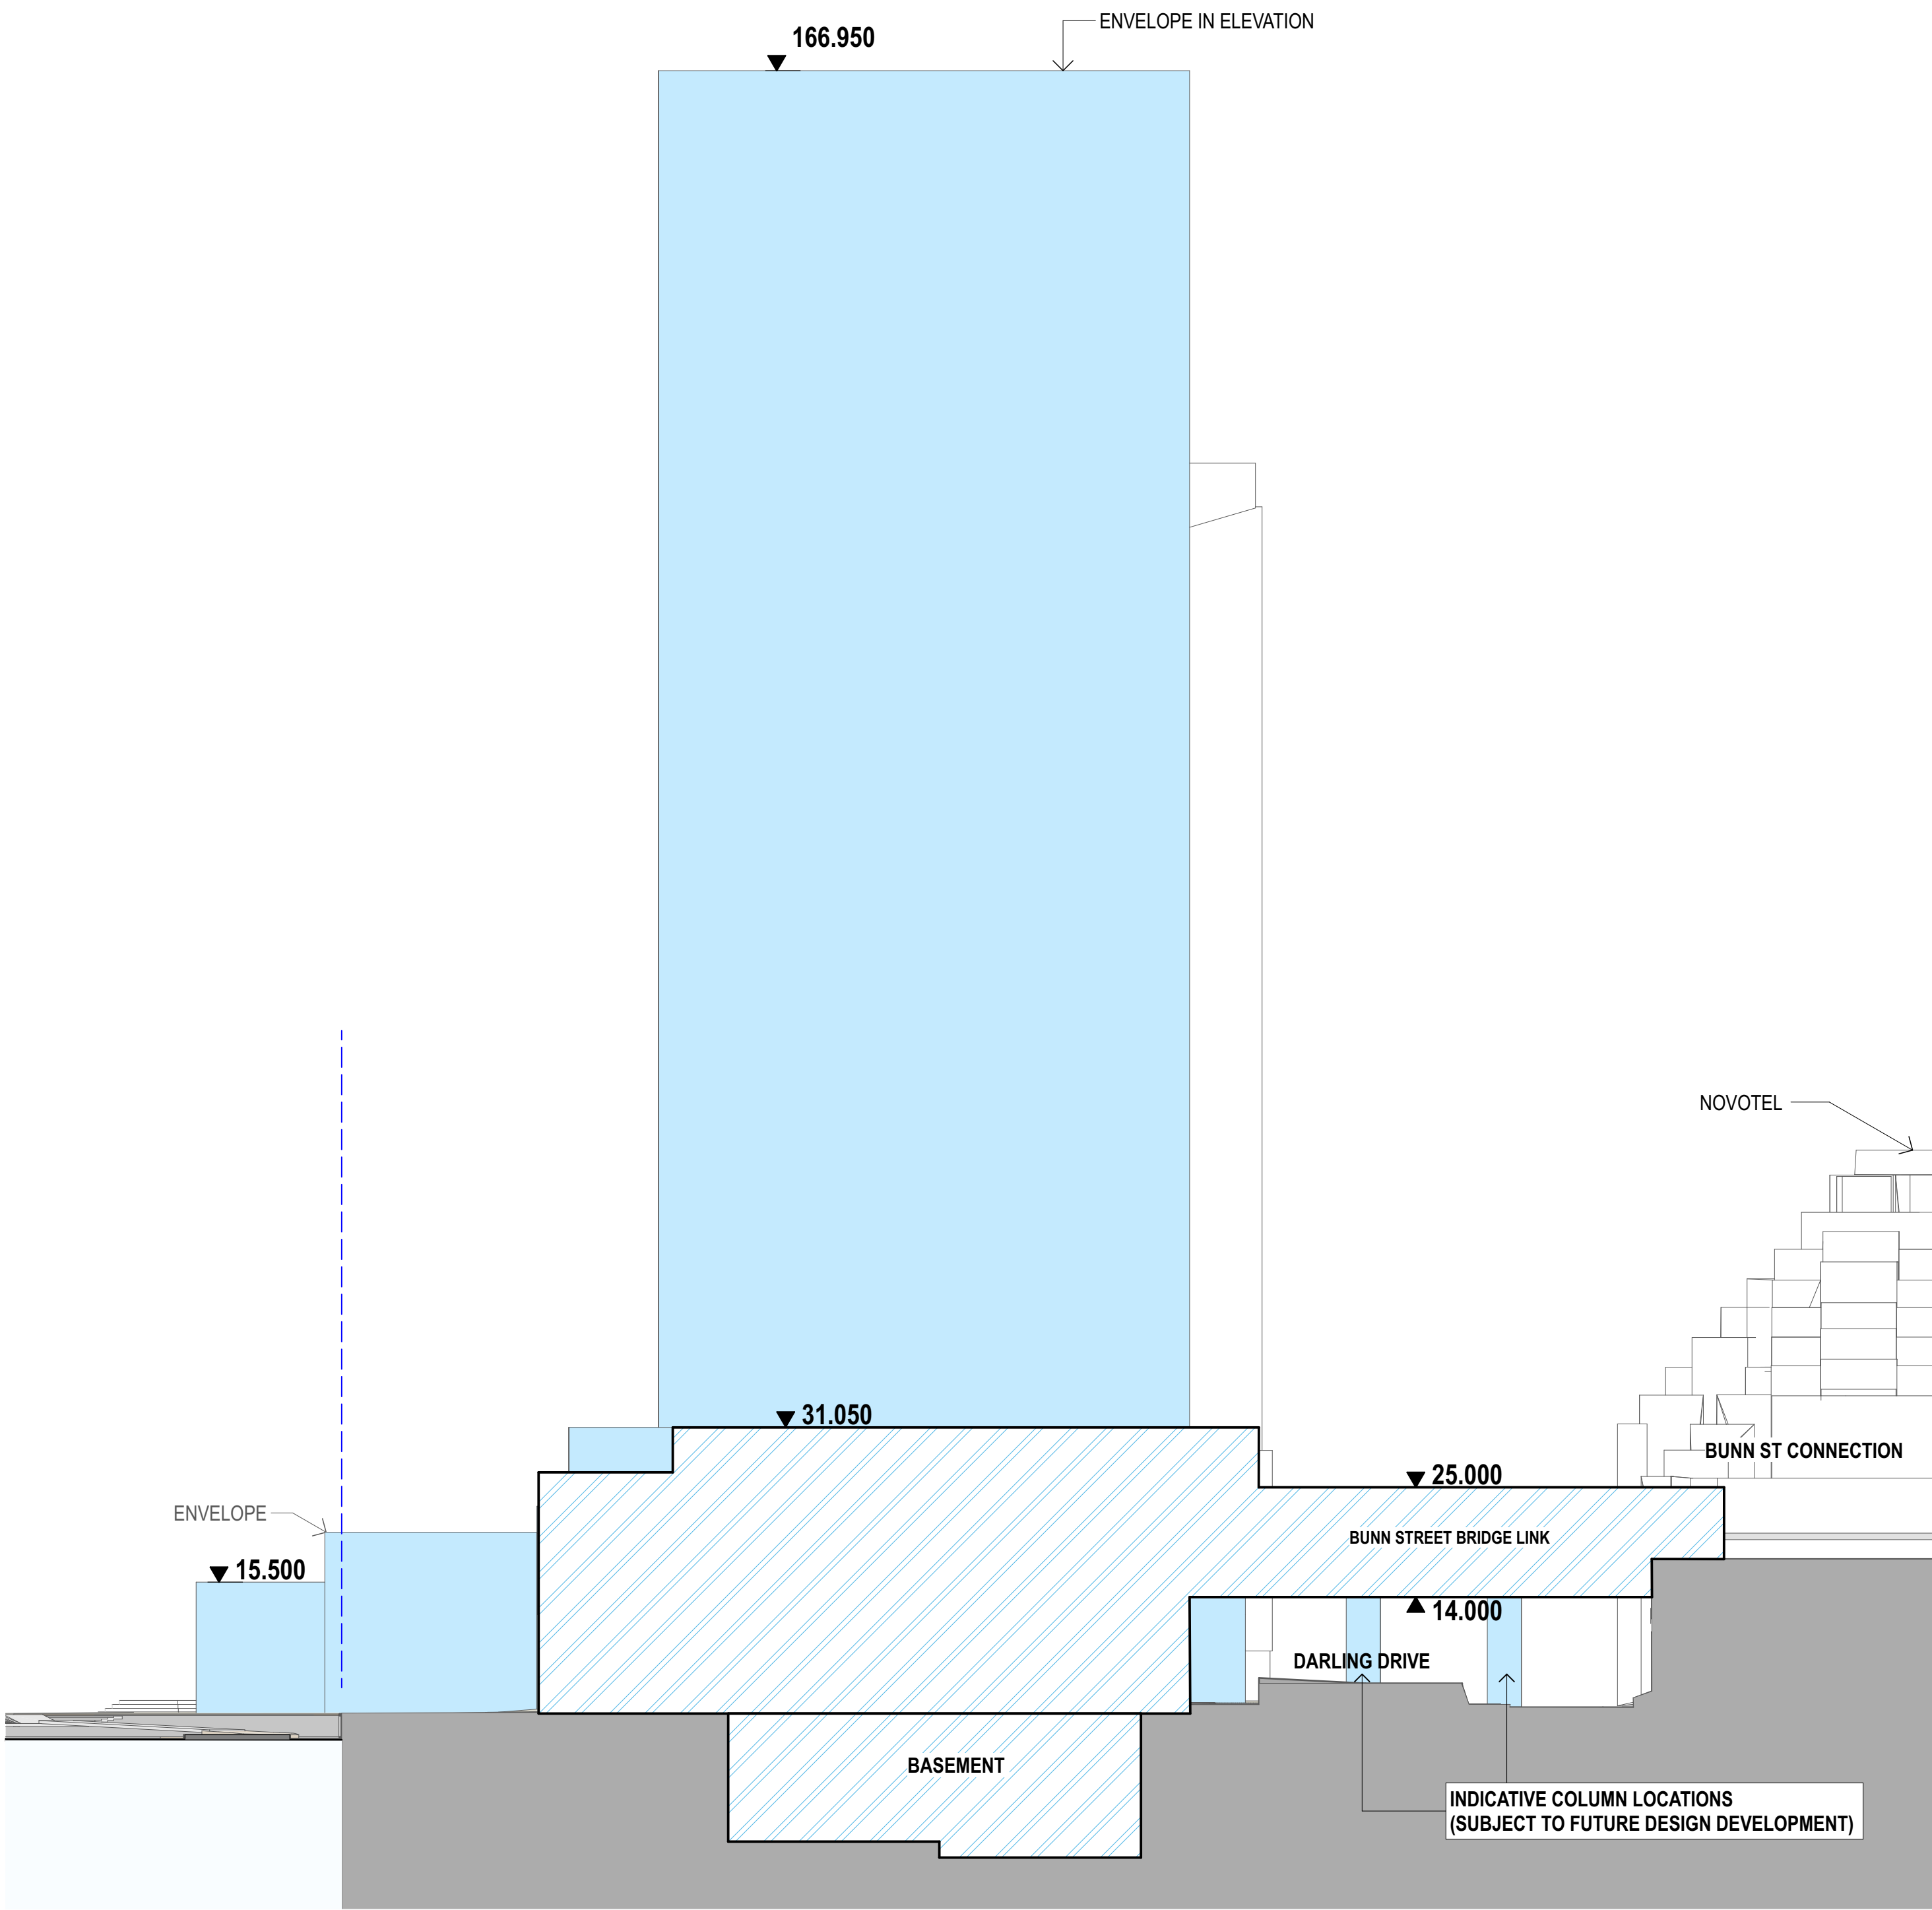 ENVELOPE IN ELEVATION
166.950
NOVOTEL
31.050
BUNN ST CONNECTION
25.000
ENVELOPE
BUNN STREET BRIDGE LINK
15.500
14.000
DARLING DRIVE
BASEMENT
INDICATIVE COLUMN LOCATIONS
(SUBJECT TO FUTURE DESIGN DEVELOPMENT)